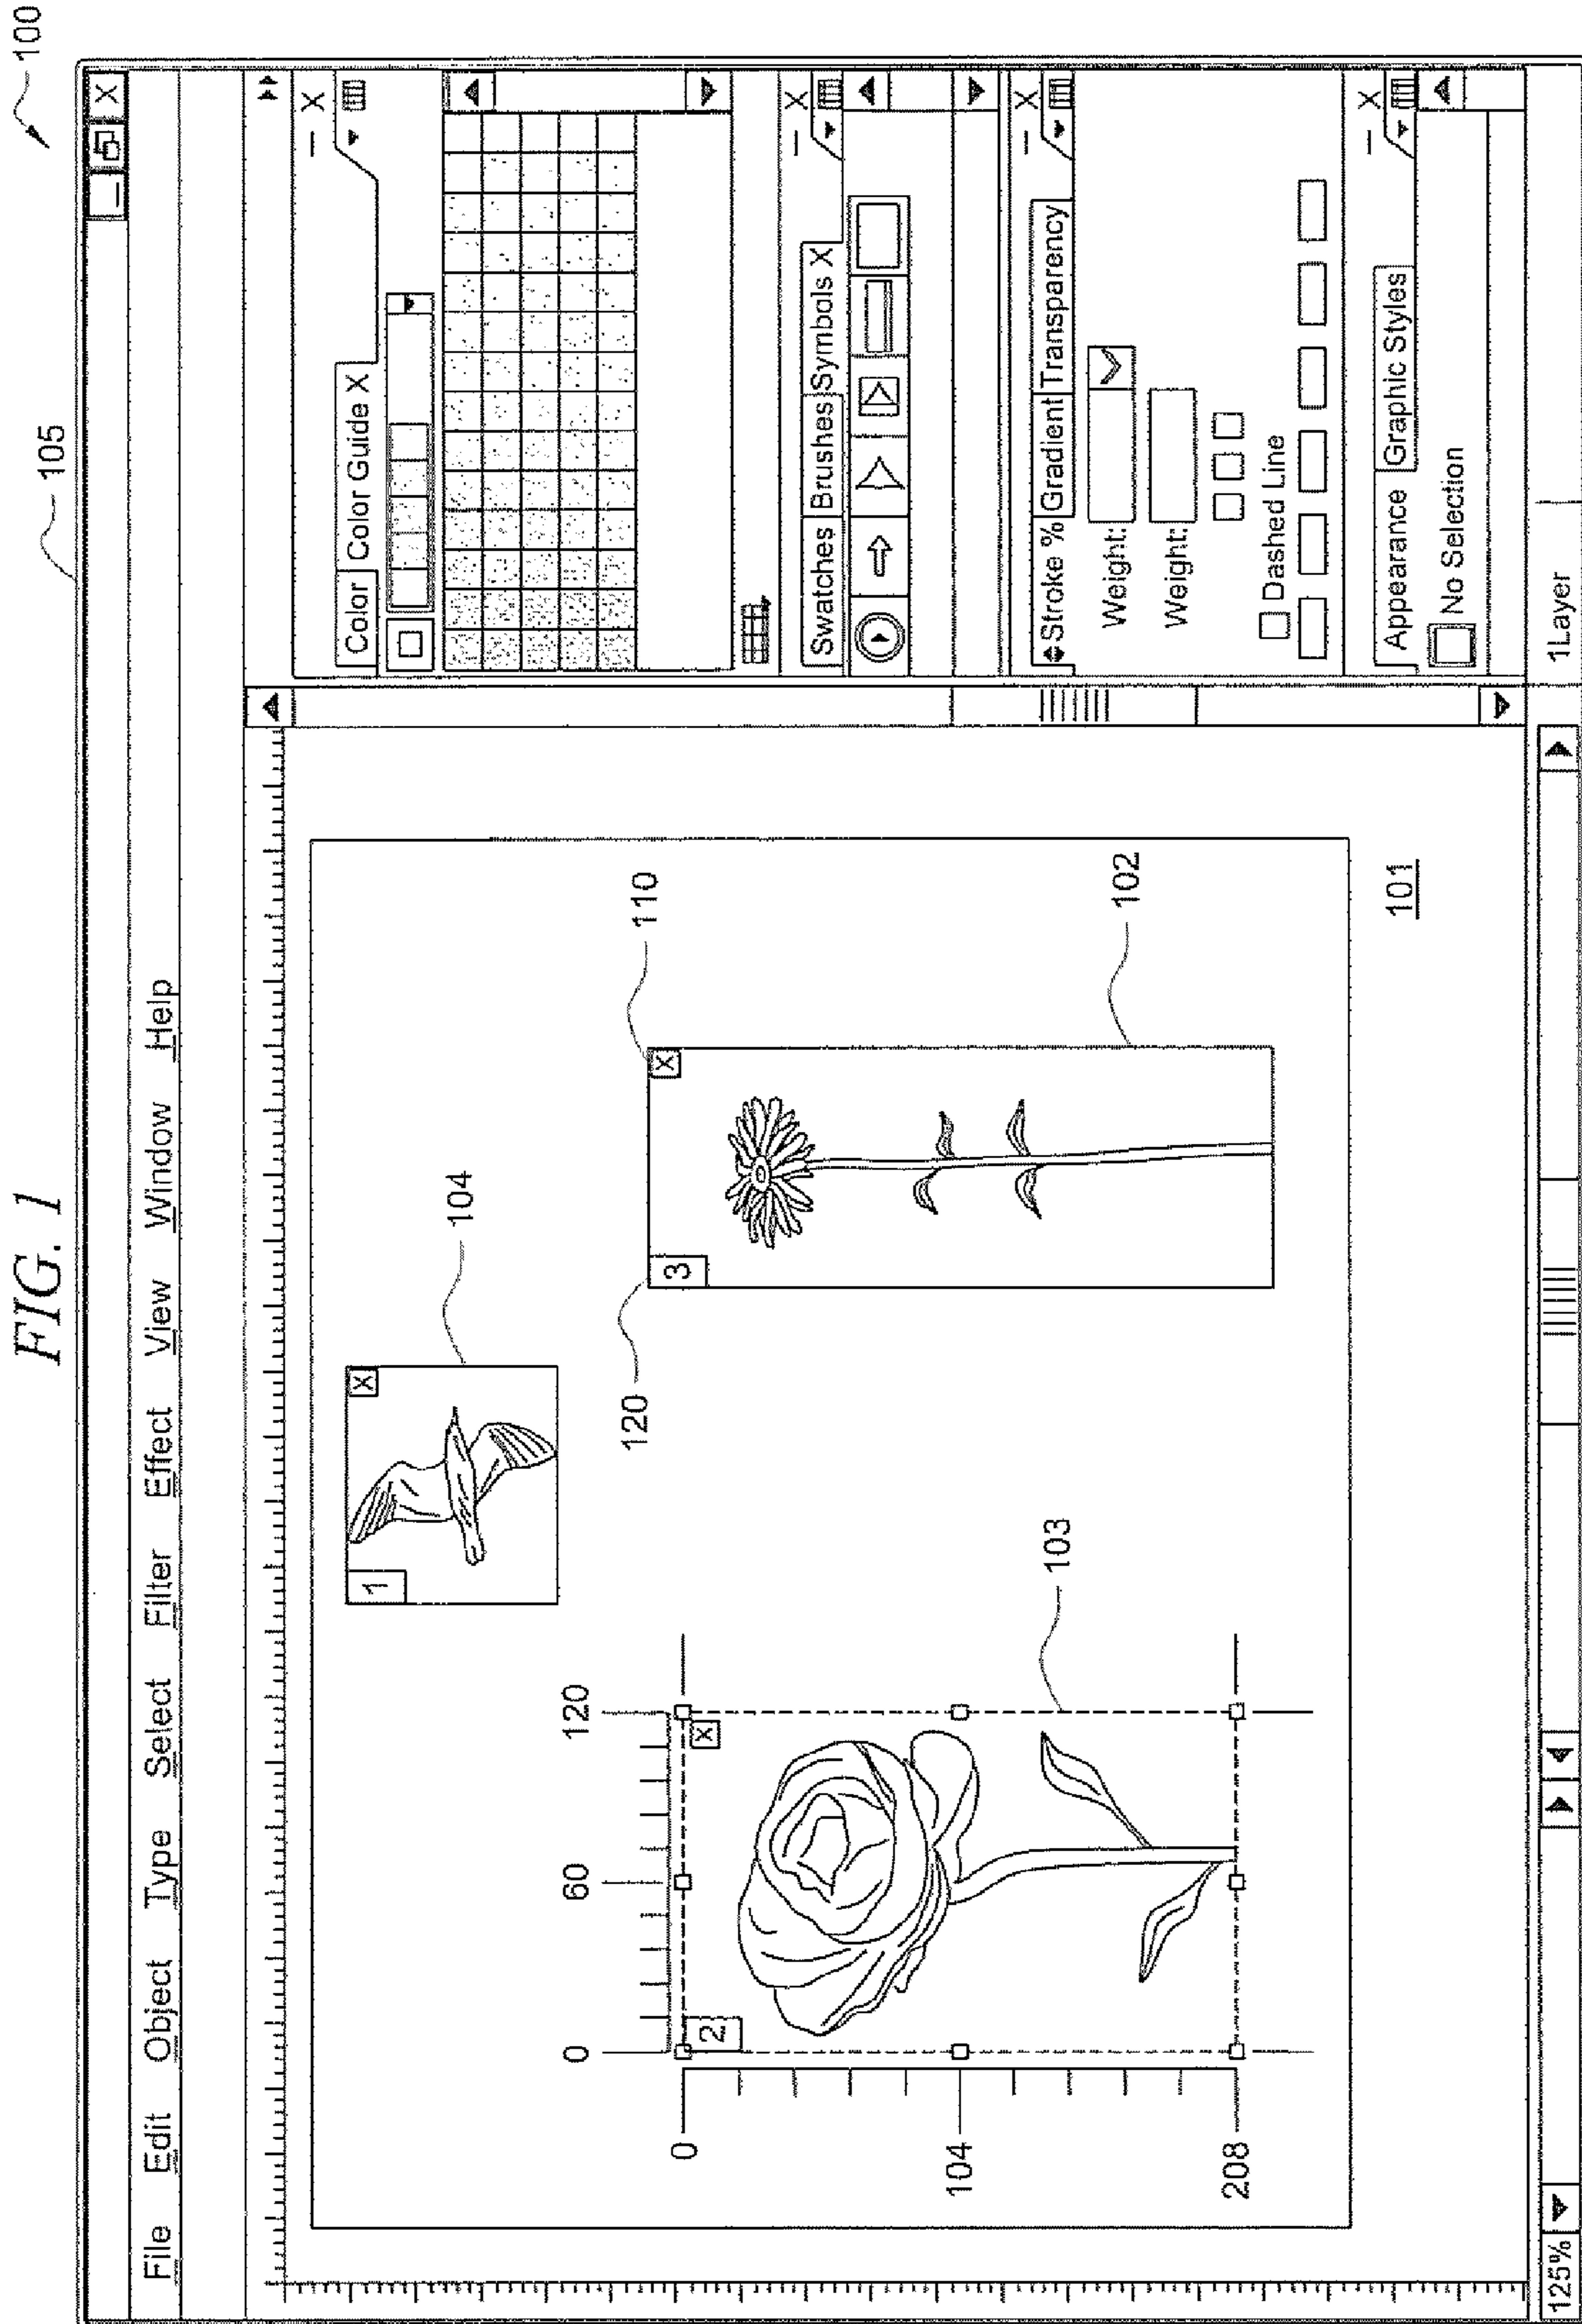 FIG. 1
100
105
File Edit Object Type Select Filter Effect View Window Help
X
X
Color Color Guide X
1
X
104
Swatches Brushes Symbols X
X
120
110
3
X
0 60 120
0
2
X
104
208
103
102
101
X
Stroke % Gradient Transparency
Weight:
Weight:
Dashed Line
X
Appearance Graphic Styles
No Selection
125%
1Layer